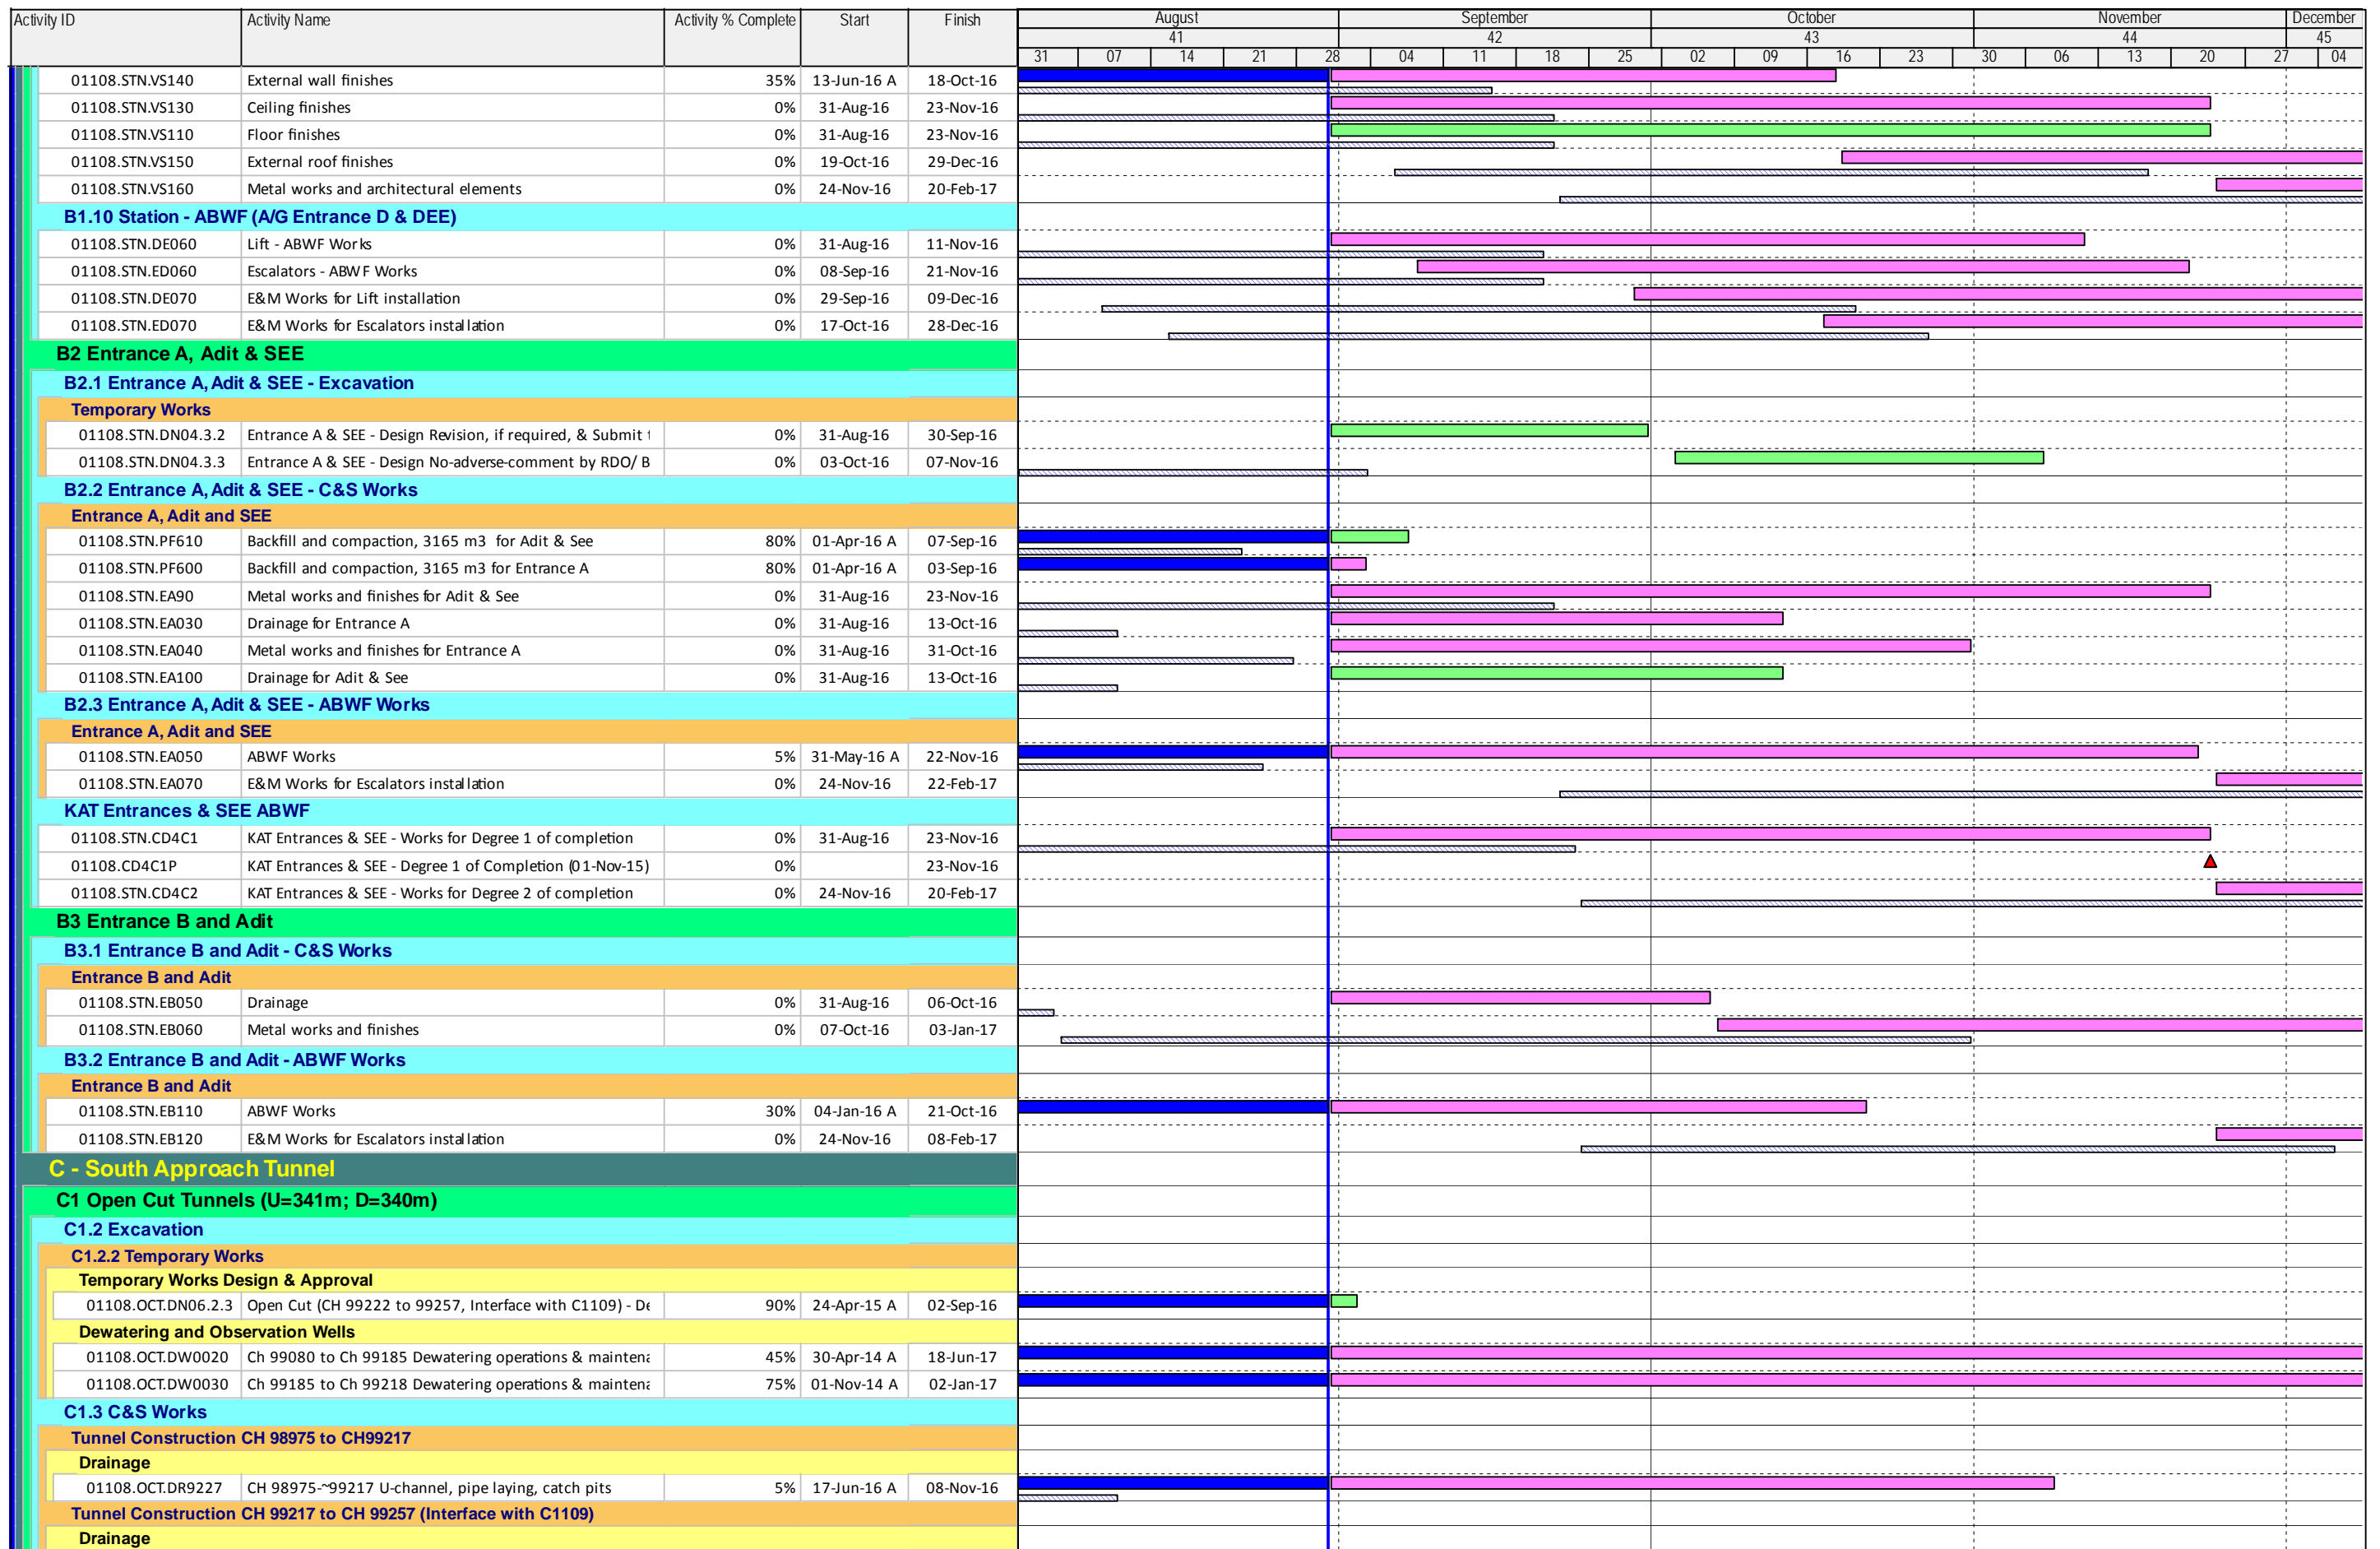 Activity ID Activity Name Activity % Complete Start Finish August September October November December
41 42 43 44 45
31 07 14 21 28 04 11 18 25 02 09 16 23 30 06 13 20 27 04
01108.STN.VS140 External wall finishes 35% 13-Jun-16 A 18-Oct-16
01108.STN.VS130 Ceiling finishes 0% 31-Aug-16 23-Nov-16
01108.STN.VS110 Floor finishes 0% 31-Aug-16 23-Nov-16
01108.STN.VS150 External roof finishes 0% 19-Oct-16 29-Dec-16
01108.STN.VS160 Metal works and architectural elements 0% 24-Nov-16 20-Feb-17
B1.10 Station - ABWF (A/G Entrance D & DEE)
01108.STN.DE060 Lift - ABWF Works 0% 31-Aug-16 11-Nov-16
01108.STN.ED060 Escalators - ABWF Works 0% 08-Sep-16 21-Nov-16
01108.STN.DE070 E&M Works for Lift installation 0% 29-Sep-16 09-Dec-16
01108.STN.ED070 E&M Works for Escalators installation 0% 17-Oct-16 28-Dec-16
B2 Entrance A, Adit & SEE
B2.1 Entrance A, Adit & SEE - Excavation
Temporary Works
01108.STN.DN04.3.2 Entrance A & SEE - Design Revision, if required, & Submit 0% 31-Aug-16 30-Sep-16
01108.STN.DN04.3.3 Entrance A & SEE - Design No-adverse-comment by RDO/ B 0% 03-Oct-16 07-Nov-16
B2.2 Entrance A, Adit & SEE - C&S Works
Entrance A, Adit and SEE
01108.STN.PF610 Backfill and compaction, 3165 m3 for Adit & See 80% 01-Apr-16 A 07-Sep-16
01108.STN.PF600 Backfill and compaction, 3165 m3 for Entrance A 80% 01-Apr-16 A 03-Sep-16
01108.STN.EA90 Metal works and finishes for Adit & See 0% 31-Aug-16 23-Nov-16
01108.STN.EA030 Drainage for Entrance A 0% 31-Aug-16 13-Oct-16
01108.STN.EA040 Metal works and finishes for Entrance A 0% 31-Aug-16 31-Oct-16
01108.STN.EA100 Drainage for Adit & See 0% 31-Aug-16 13-Oct-16
B2.3 Entrance A, Adit & SEE - ABWF Works
Entrance A, Adit and SEE
01108.STN.EA050 ABWF Works 5% 31-May-16 A 22-Nov-16
01108.STN.EA070 E&M Works for Escalators installation 0% 24-Nov-16 22-Feb-17
KAT Entrances & SEE ABWF
01108.STN.CD4C1 KAT Entrances & SEE - Works for Degree 1 of completion 0% 31-Aug-16 23-Nov-16
01108.CD4C1P KAT Entrances & SEE - Degree 1 of Completion (01-Nov-15) 0% 23-Nov-16
01108.STN.CD4C2 KAT Entrances & SEE - Works for Degree 2 of completion 0% 24-Nov-16 20-Feb-17
B3 Entrance B and Adit
B3.1 Entrance B and Adit - C&S Works
Entrance B and Adit
01108.STN.EB050 Drainage 0% 31-Aug-16 06-Oct-16
01108.STN.EB060 Metal works and finishes 0% 07-Oct-16 03-Jan-17
B3.2 Entrance B and Adit - ABWF Works
Entrance B and Adit
01108.STN.EB110 ABWF Works 30% 04-Jan-16 A 21-Oct-16
01108.STN.EB120 E&M Works for Escalators installation 0% 24-Nov-16 08-Feb-17
C - South Approach Tunnel
C1 Open Cut Tunnels (U=341m; D=340m)
C1.2 Excavation
C1.2.2 Temporary Works
Temporary Works Design & Approval
01108.OCT.DN06.2.3 Open Cut (CH 99222 to 99257, Interface with C1109) - De 90% 24-Apr-15 A 02-Sep-16
Dewatering and Observation Wells
01108.OCT.DW0020 Ch 99080 to Ch 99185 Dewatering operations & maintena 45% 30-Apr-14 A 18-Jun-17
01108.OCT.DW0030 Ch 99185 to Ch 99218 Dewatering operations & maintena 75% 01-Nov-14 A 02-Jan-17
C1.3 C&S Works
Tunnel Construction CH 98975 to CH99217
Drainage
01108.OCT.DR9227 CH 98975-~99217 U-channel, pipe laying, catch pits 5% 17-Jun-16 A 08-Nov-16
Tunnel Construction CH 99217 to CH 99257 (Interface with C1109)
Drainage